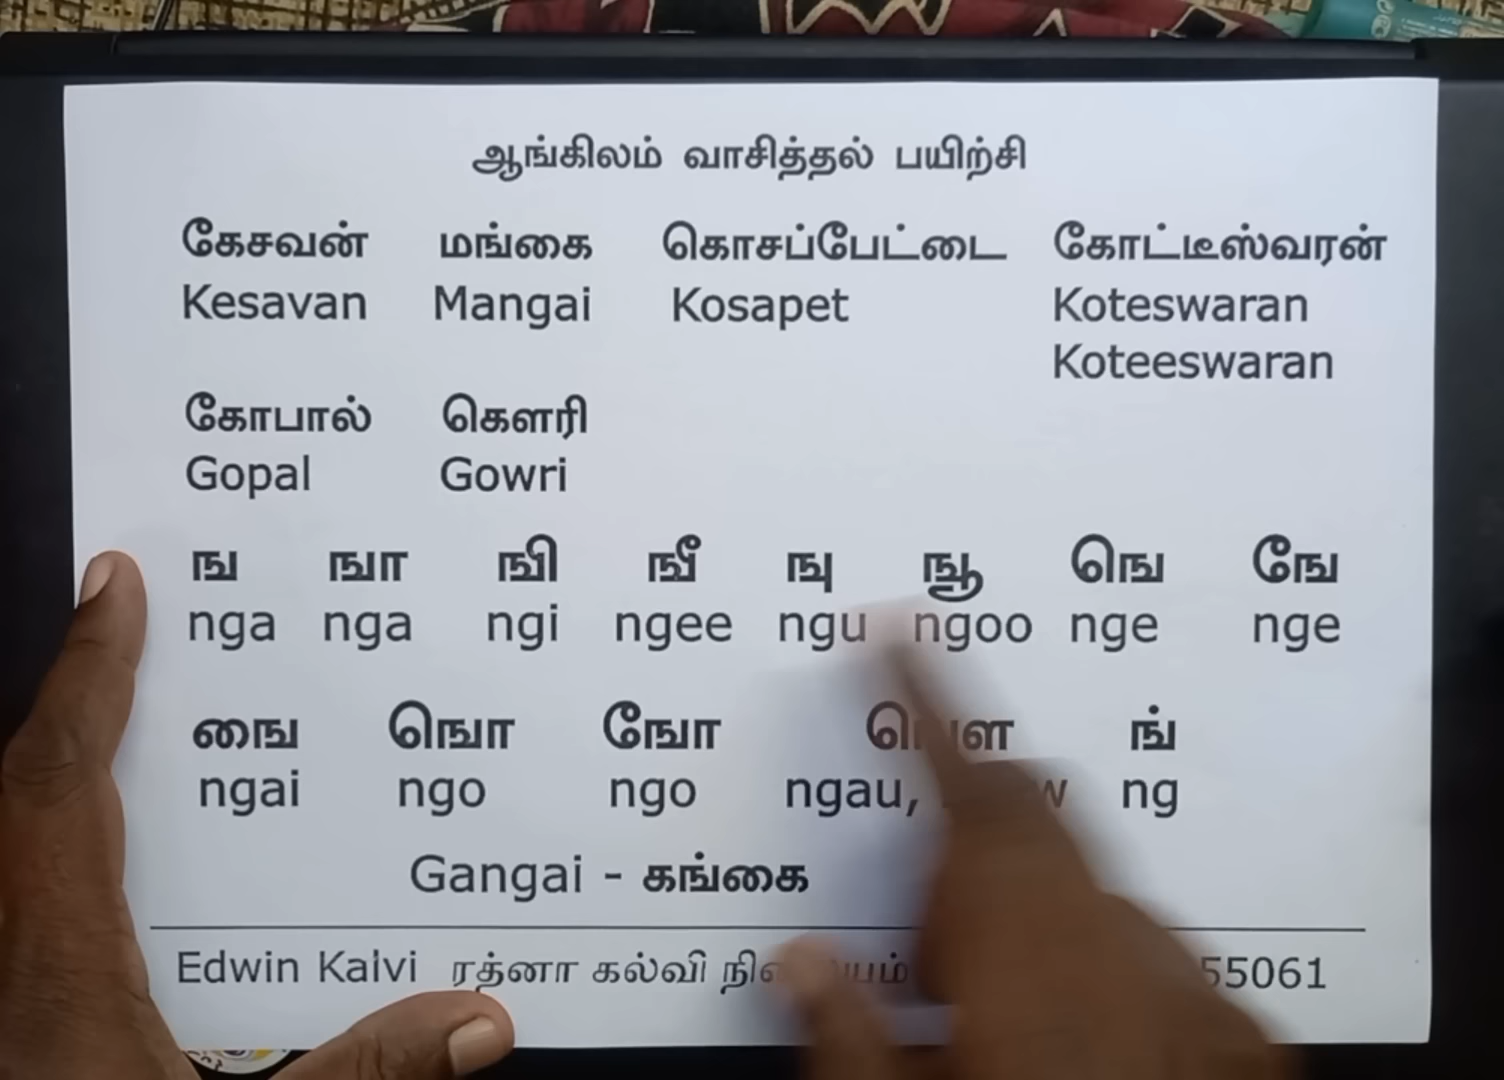 ஆங்கிலம் வாசித்தல் பயிற்சி
கேசவன் மங்கை கொசப்பேட்டை கோட்டீஸ்வரன்
Kesavan Mangai Kosapet Koteswaran
Koteeswaran
கோபால் கௌரி
Gopal Gowri
ங ஙா ஙி ஙீ ஙு ஙூ ஙெ ஙே
nga nga ngi ngee ngu ngoo nge nge
ஙை ஙொ ஙோ ங்
ngai ngo ngo ngau, ng
Gangai - கங்கை
Edwin Kalvi ரத்னா கல்வி 55061